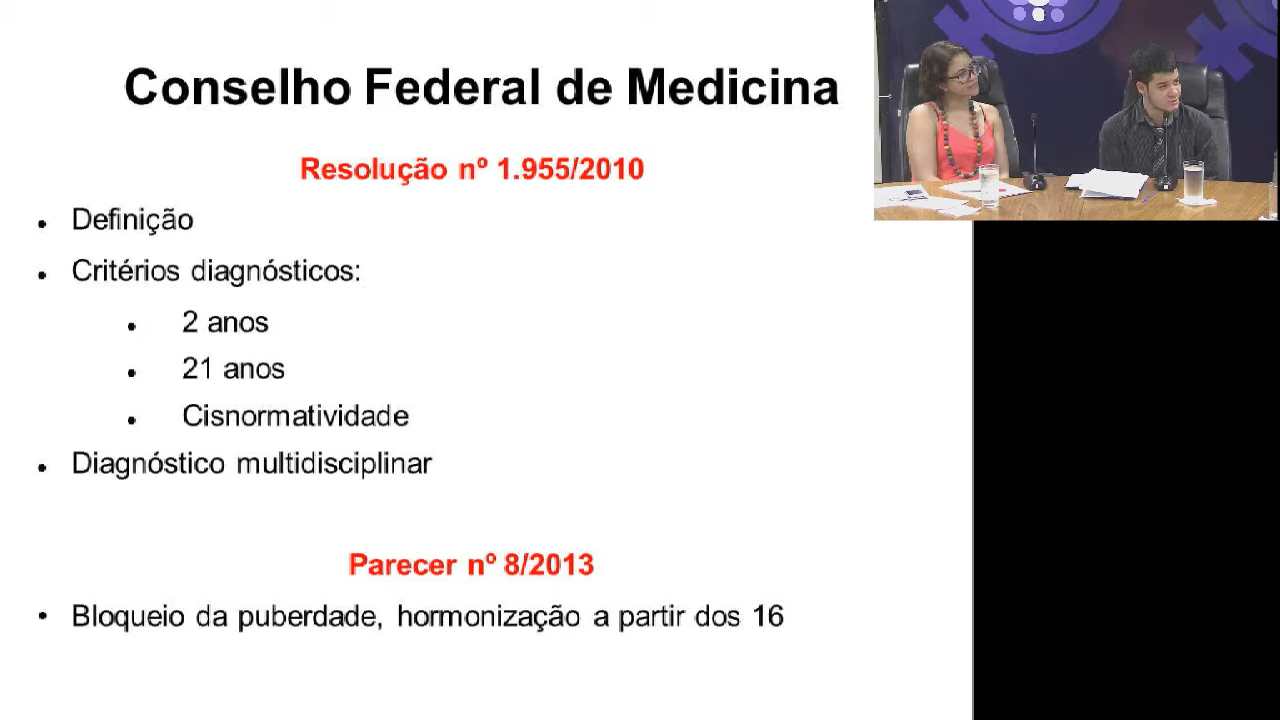 Conselho Federal de Medicina
Resolução nº 1.955/2010
Definição
Critérios diagnósticos:
2 anos
21 anos
Cisnormatividade
Diagnóstico multidisciplinar
Parecer nº 8/2013
Bloqueio da puberdade, hormonização a partir dos 16